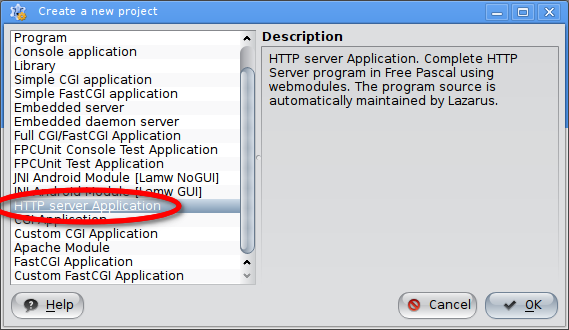 Create a new project
Program
Console application
Library
Simple CGI application
Simple FastCGI application
Embedded server
Embedded daemon server
Full CGI/FastCGI Application
FPCUnit Console Test Application
FPCUnit Test Application
JNI Android Module [Lamw NoGUI]
JNI Android Module [Lamw GUI]
HTTP server Application
CGI Application
Custom CGI Application
Apache Module
FastCGI Application
Custom FastCGI Application
Description
HTTP server Application. Complete HTTP
Server program in Free Pascal using
webmodules. The program source is
automatically maintained by Lazarus.
Help
Cancel
OK